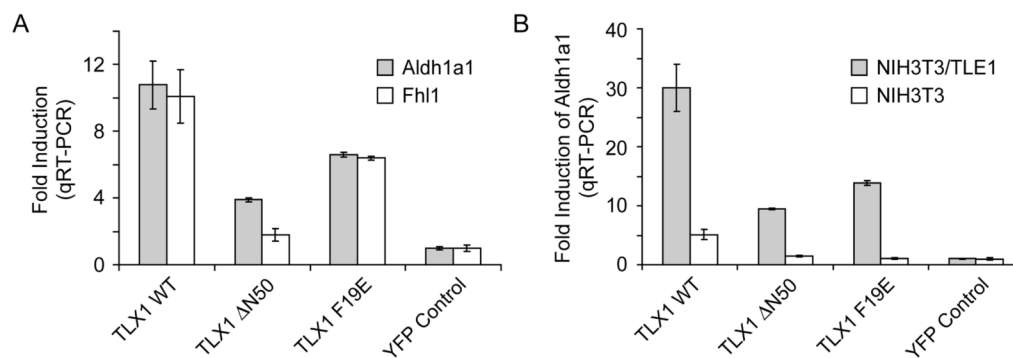 A
Fold Induction
(qRT-PCR)
12
8
4
0
Aldh1a1
Fhl1
TLX1 WT
TLX1 ΔN50
TLX1 F19E
YFP Control
B
Fold Induction of Aldh1a1
(qRT-PCR)
40
30
20
10
0
NIH3T3/TLE1
NIH3T3
TLX1 WT
TLX1 ΔN50
TLX1 F19E
YFP Control